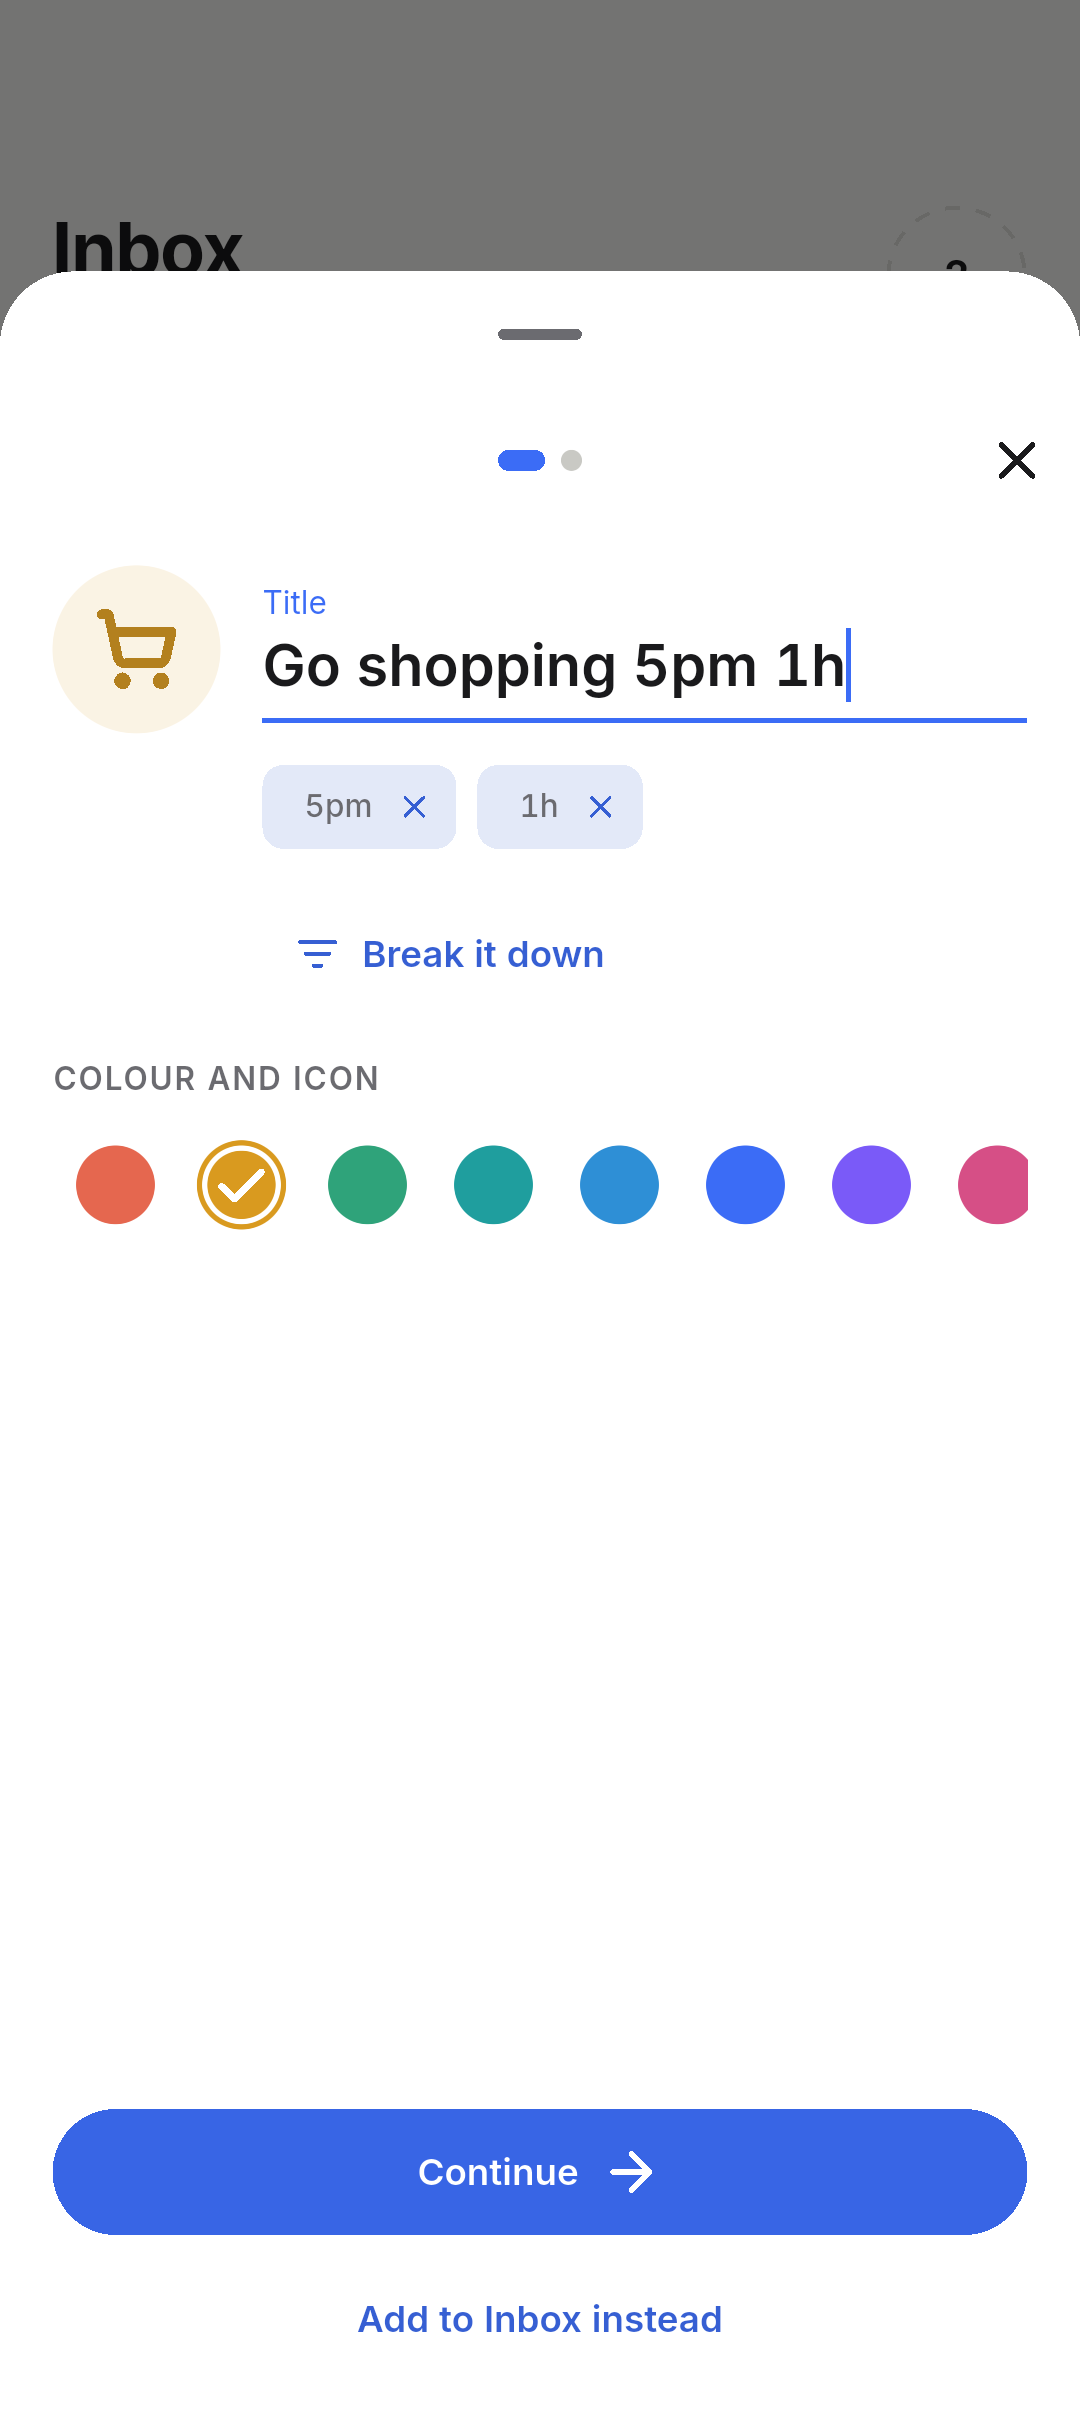 Inbox
Title
Go shopping 5pm 1h
5pm
1h
Break it down
COLOUR AND ICON
Continue
Add to Inbox instead